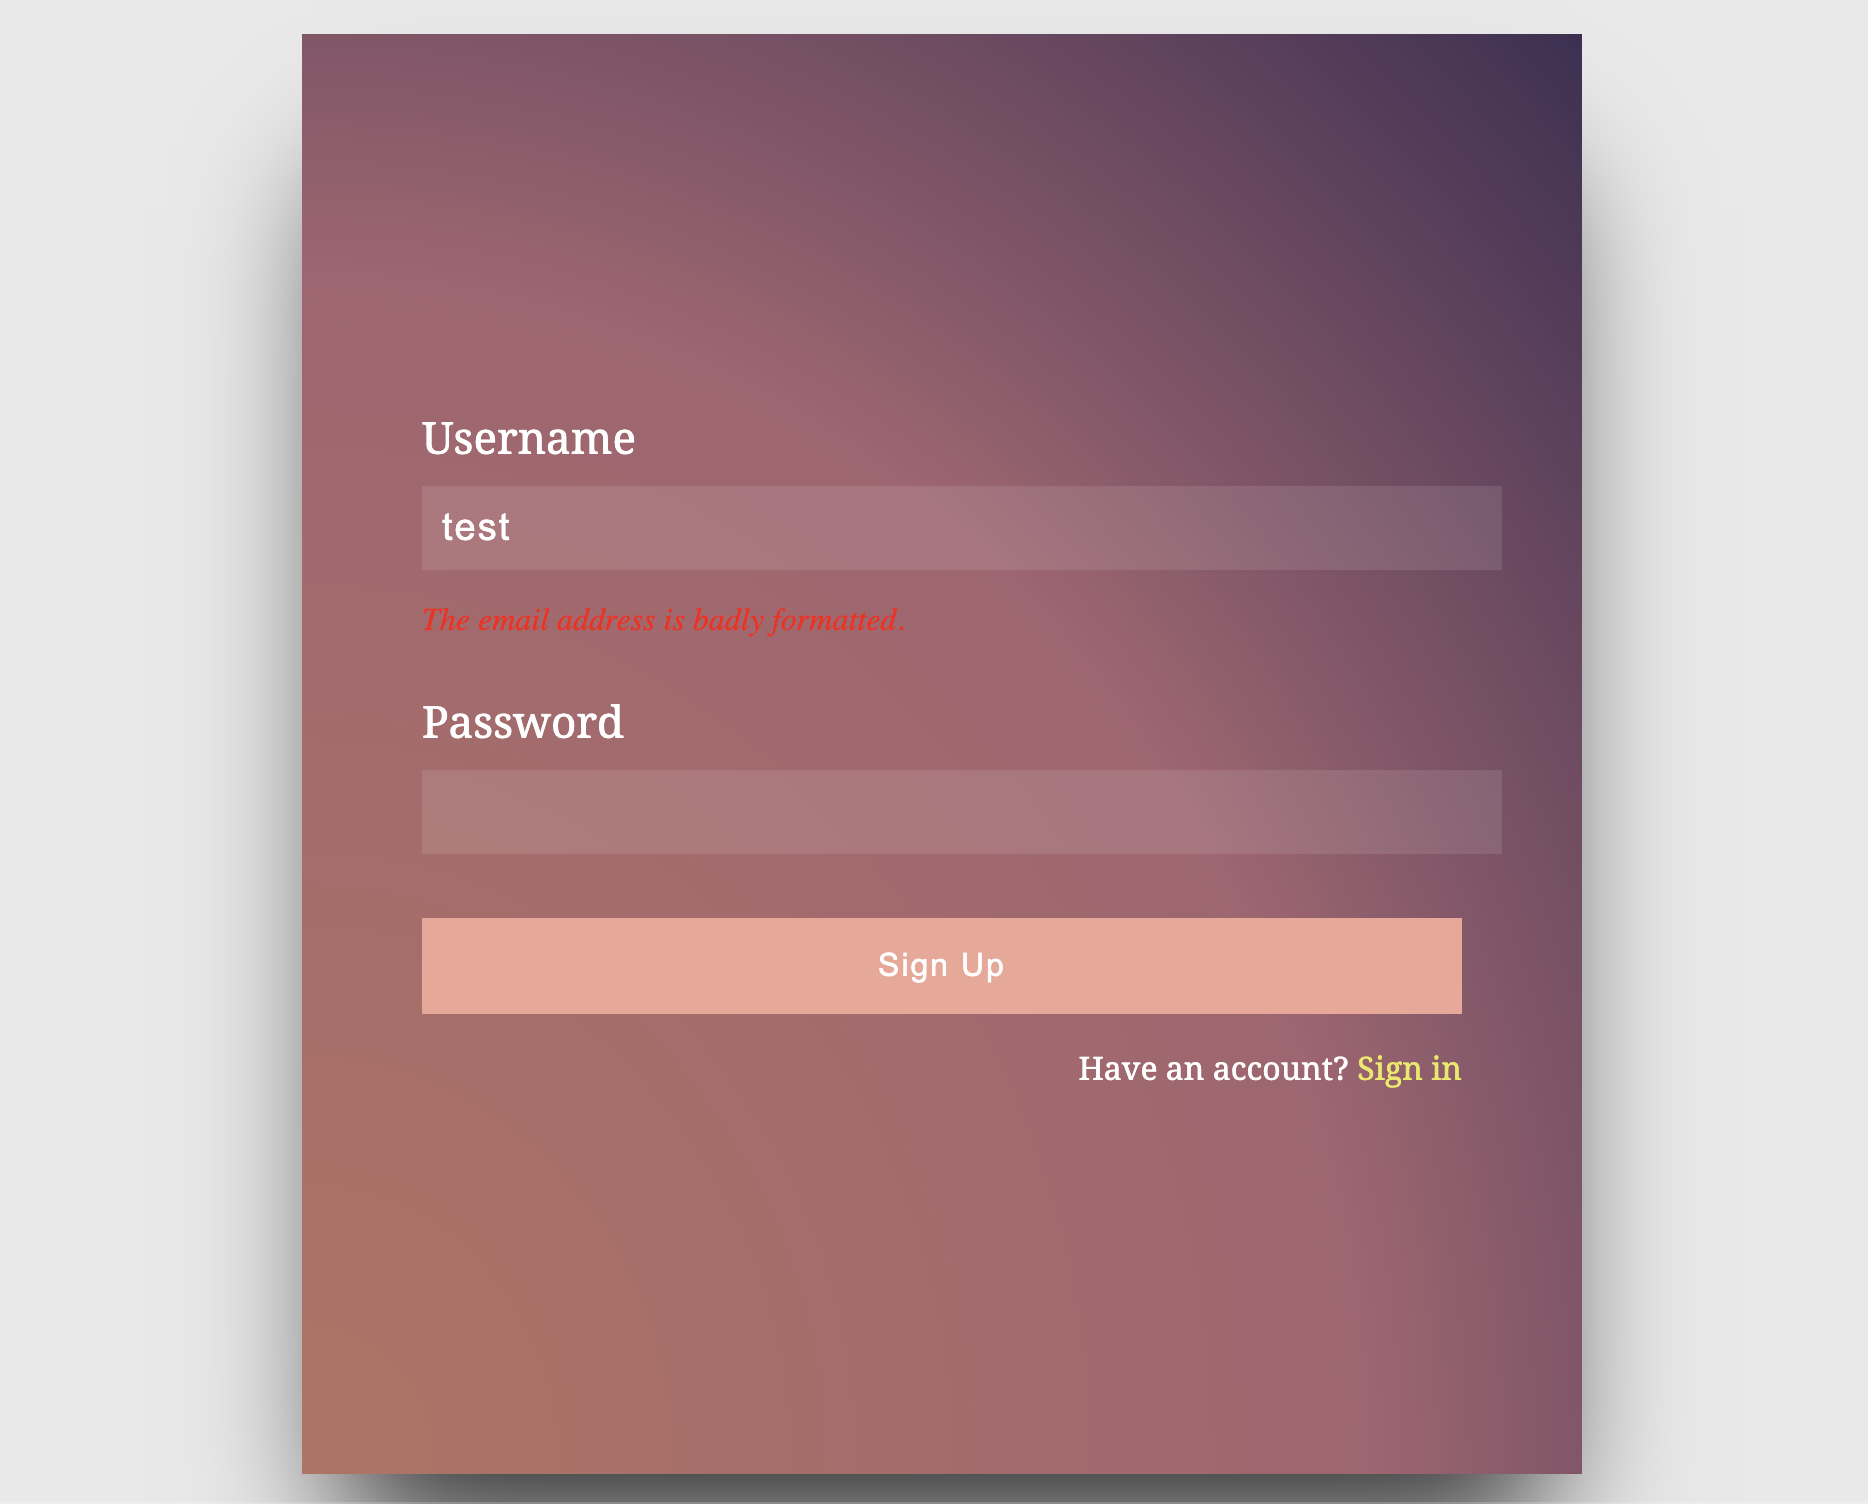 Username
test
The email address is badly formatted.
Password
Sign Up
Have an account? Sign in